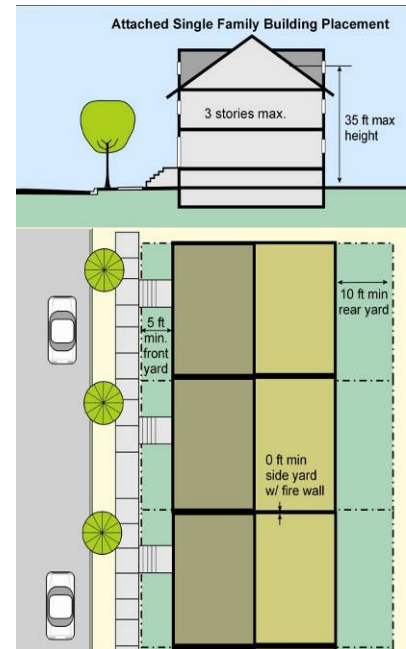 Attached Single Family Building Placement
3 stories max.
35 ft max
height
5 ft
min.
front
yard
10 ft min
rear yard
0 ft min
side yard
w/ fire wall